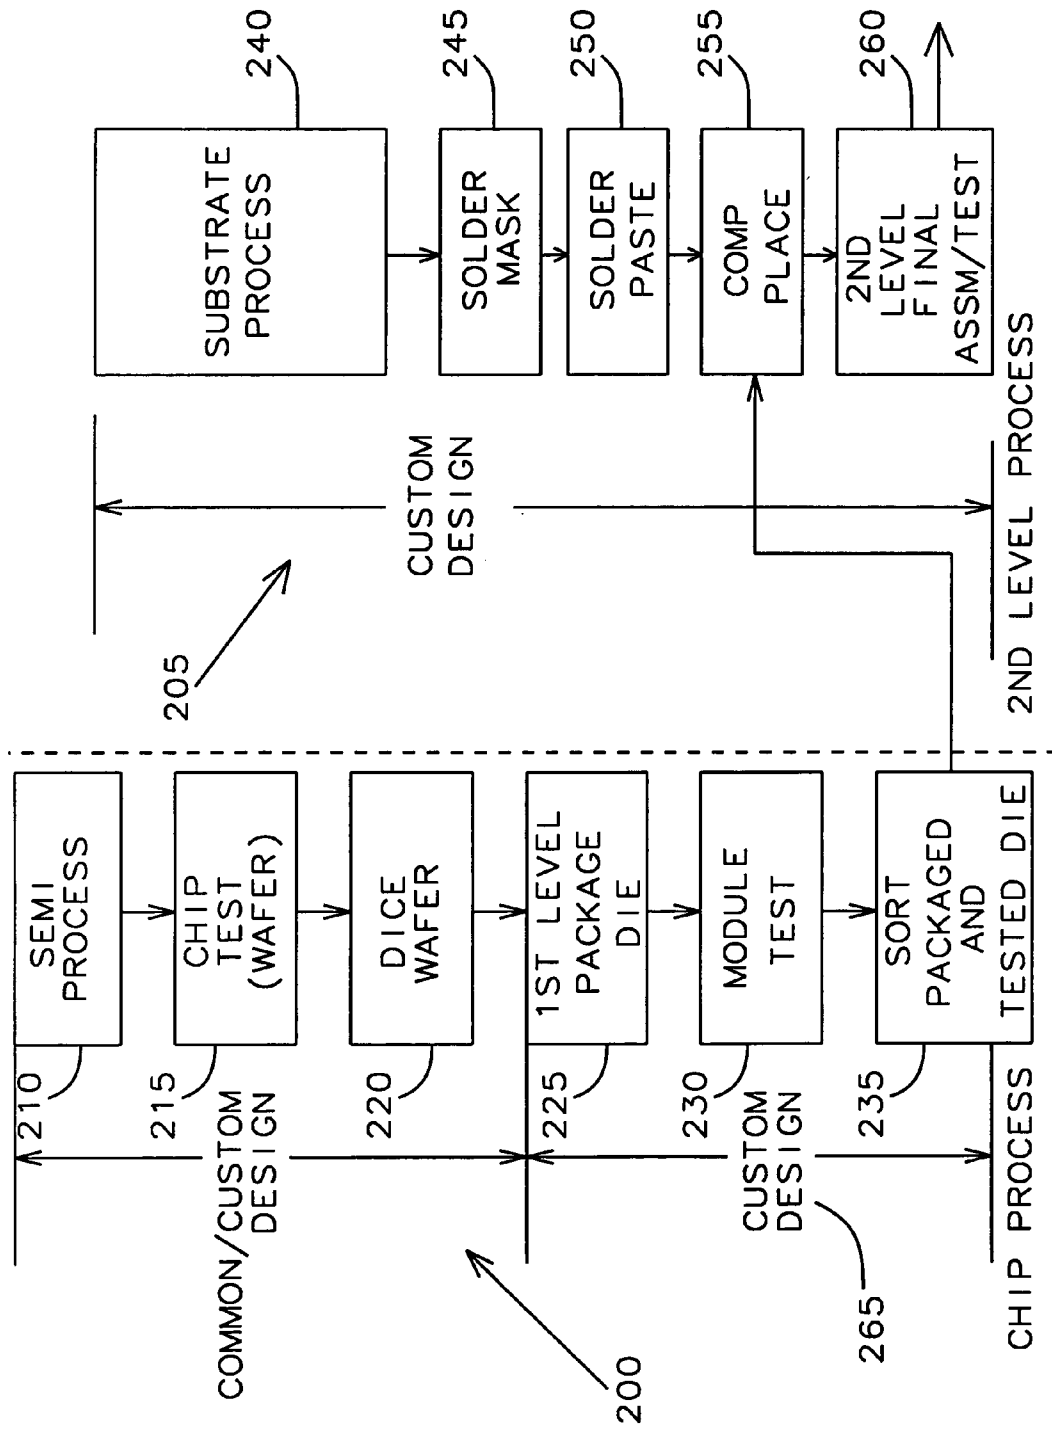 SEMI
PROCESS
210
CHIP
TEST
(WAFER)
215
DICE
WAFER
220
1ST LEVEL
PACKAGE
DIE
225
MODULE
TEST
230
SORT
PACKAGED
AND
TESTED DIE
235
COMMON/CUSTOM
DESIGN
CUSTOM
DESIGN
265
200
CHIP PROCESS
205
CUSTOM
DESIGN
SUBSTRATE
PROCESS
240
SOLDER
MASK
245
SOLDER
PASTE
250
COMP
PLACE
255
2ND
LEVEL
FINAL
ASSM/TEST
260
2ND LEVEL PROCESS